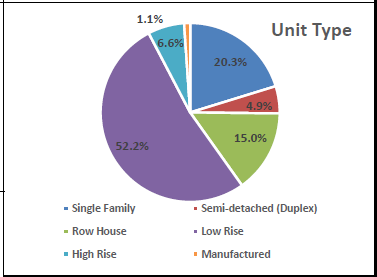 1.1%
Unit Type
6.6%
20.3%
4.9%
15.0%
52.2%
Single Family Semi-detached (Duplex)
Row House Low Rise
High Rise Manufactured